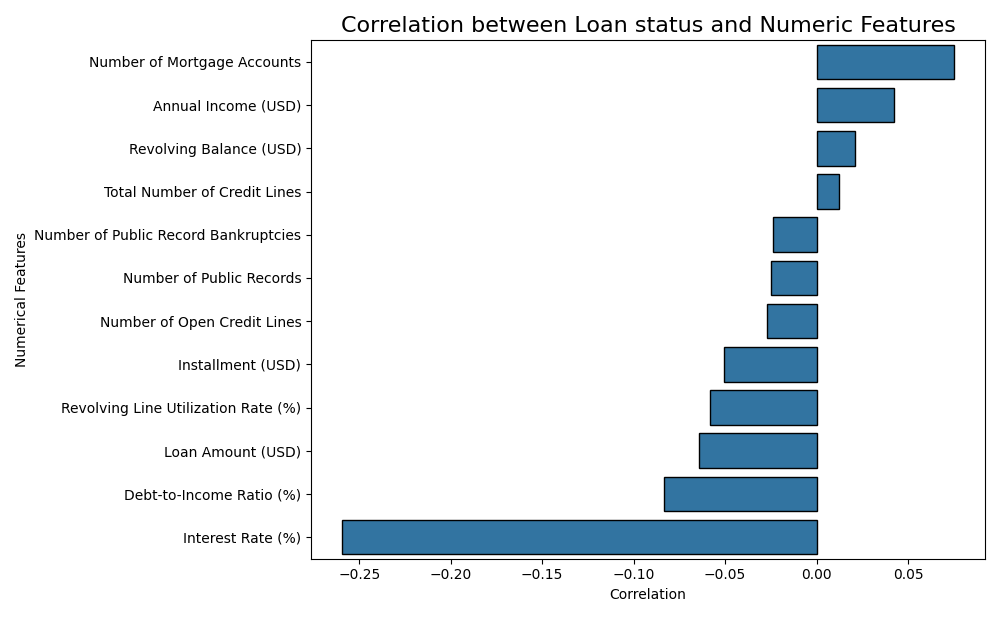 Correlation between Loan status and Numeric Features
Number of Mortgage Accounts
Annual Income (USD)
Revolving Balance (USD)
Total Number of Credit Lines
Number of Public Record Bankruptcies
Number of Public Records
Number of Open Credit Lines
Installment (USD)
Revolving Line Utilization Rate (%)
Loan Amount (USD)
Debt-to-Income Ratio (%)
Interest Rate (%)
Numerical Features
−0.25 −0.20 −0.15 −0.10 −0.05 0.00 0.05
Correlation